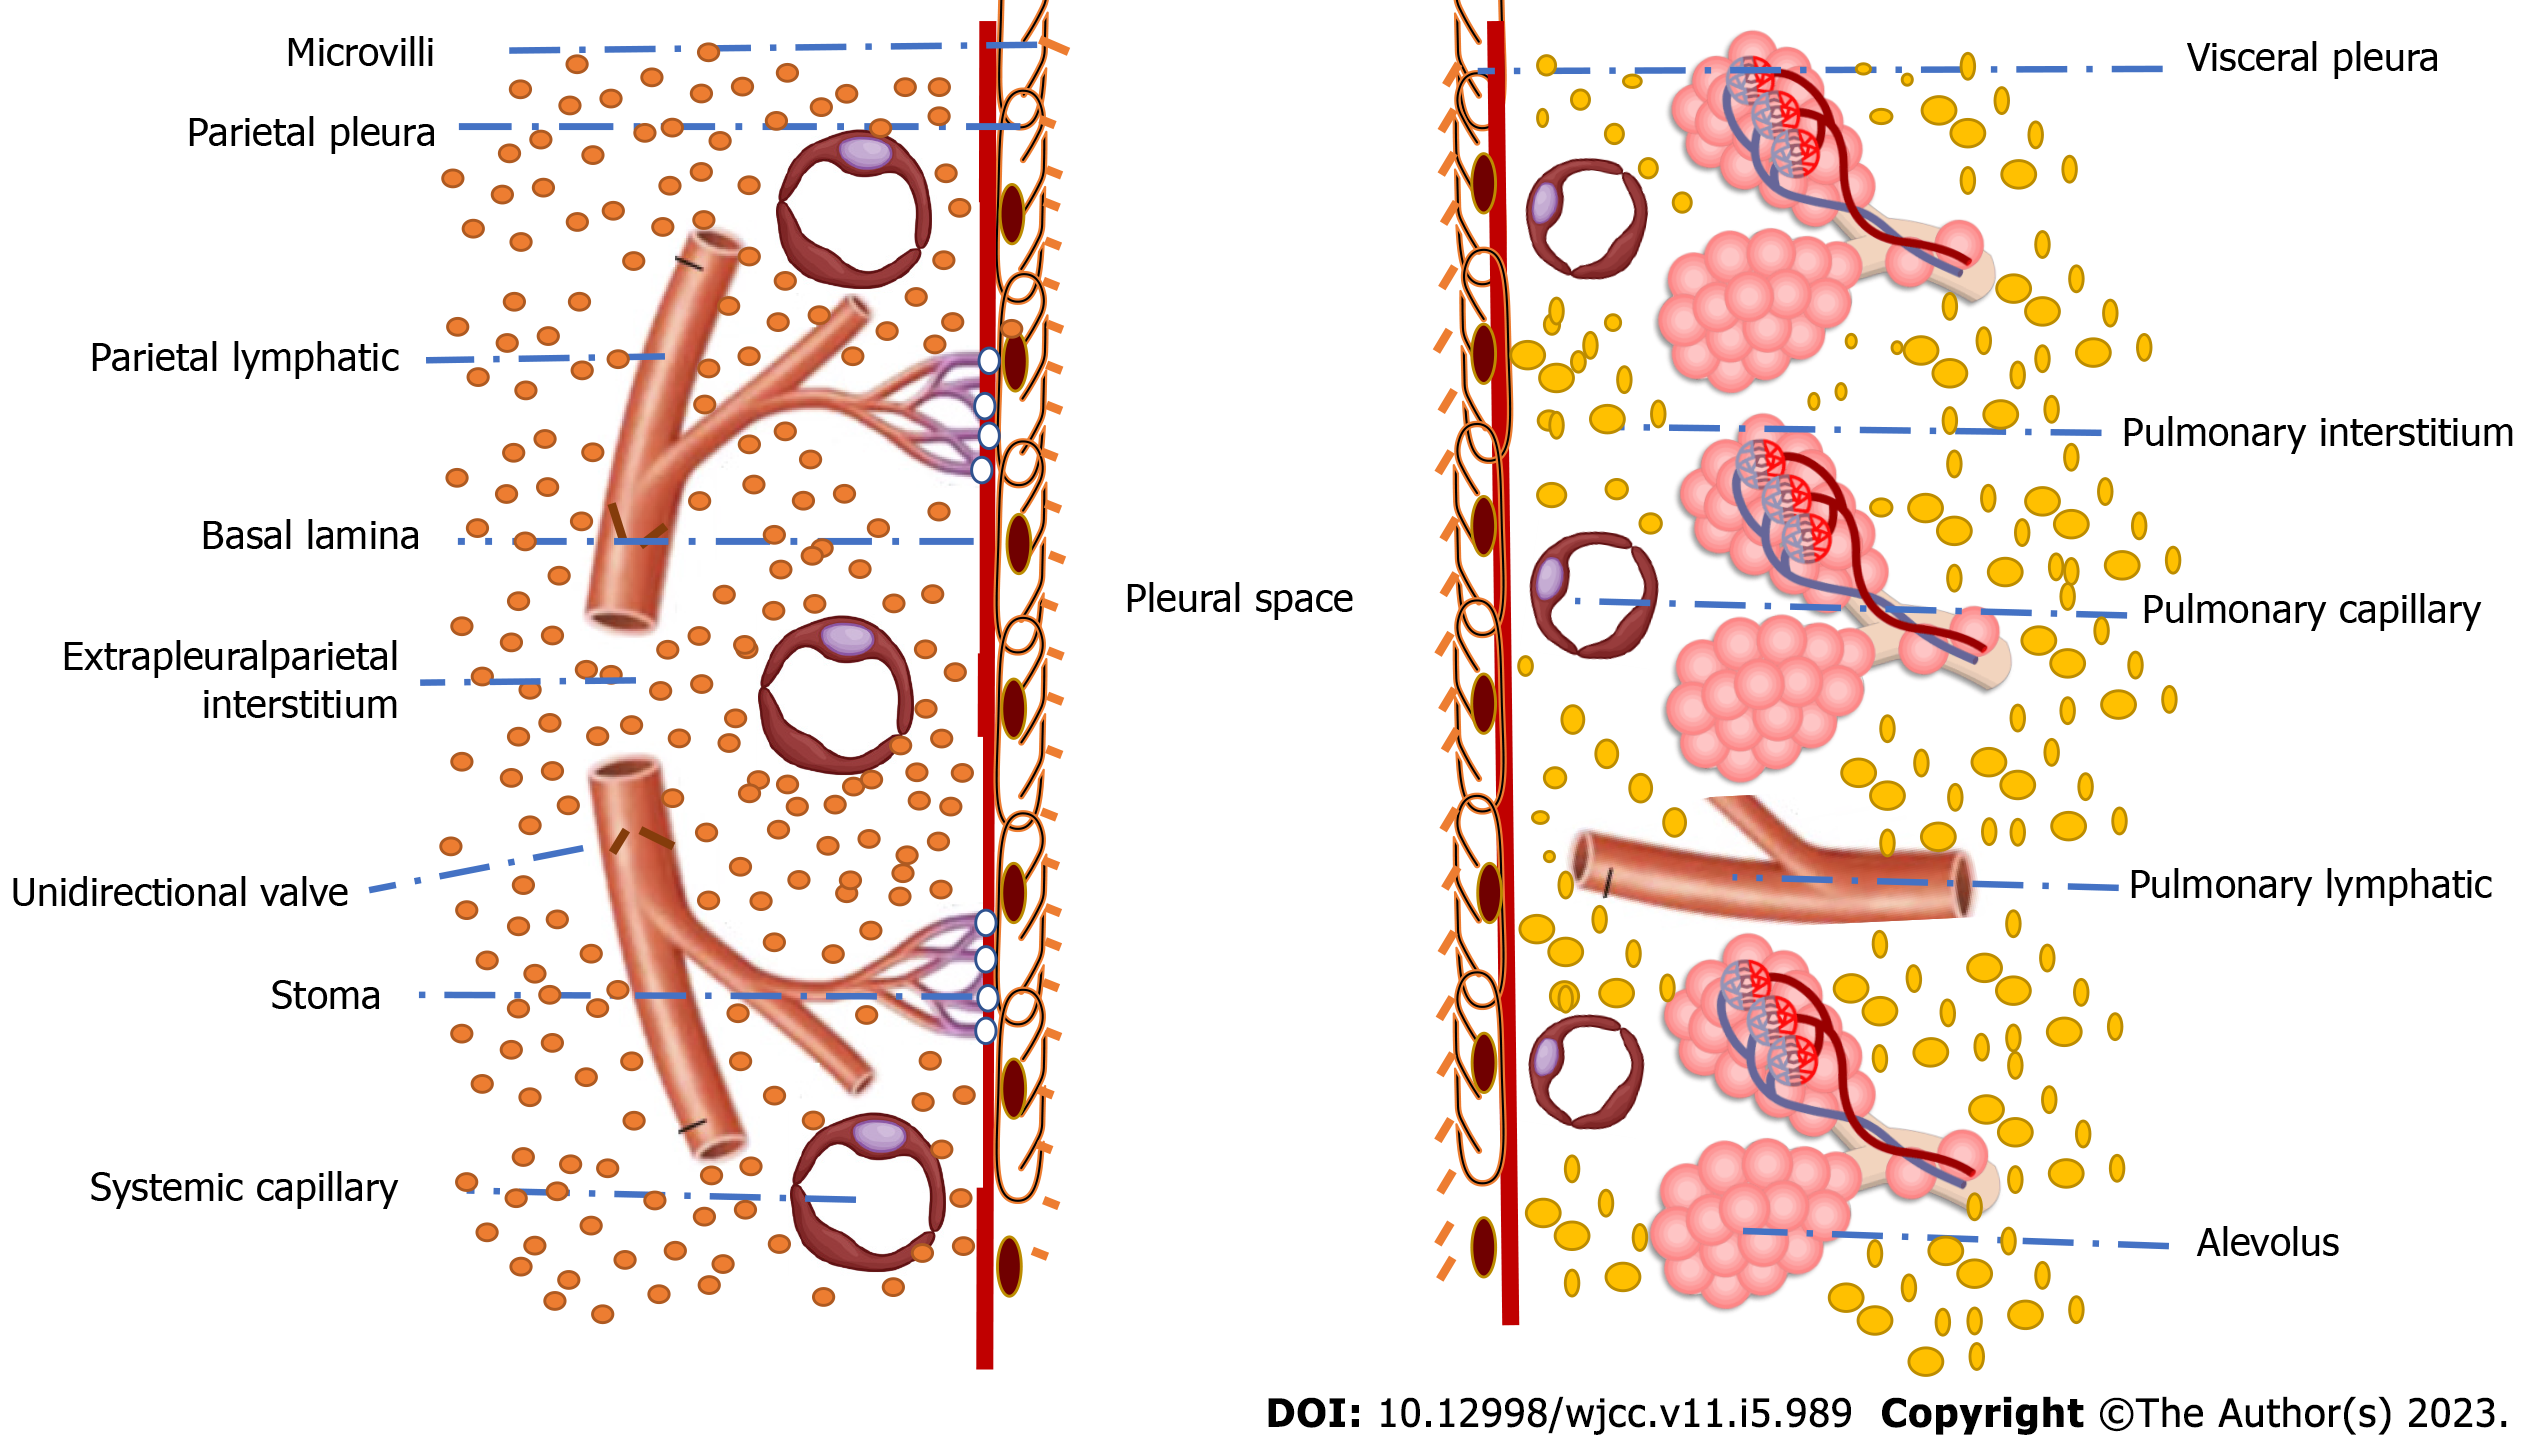 Microvilli
Parietal pleura
Parietal lymphatic
Basal lamina
Extrapleuralparietal
interstitium
Unidirectional valve
Stoma
Systemic capillary
Pleural space
Visceral pleura
Pulmonary interstitium
Pulmonary capillary
Pulmonary lymphatic
Alevolus
DOI: 10.12998/wjcc.v11.i5.989 Copyright ©The Author(s) 2023.